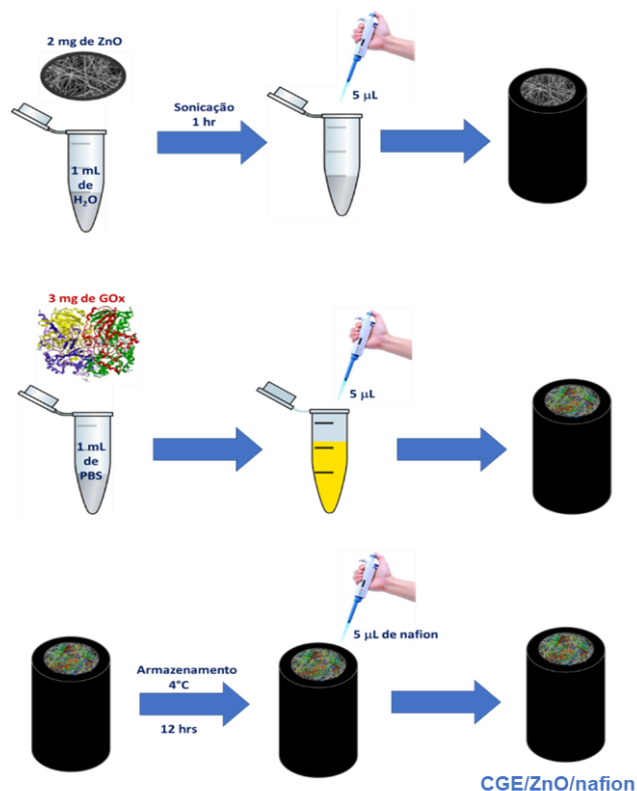 2 mg de ZnO
1 mL
de
H₂O
Sonicação
1 hr
5 µL
3 mg de GOx
1 mL
de
PBS
5 µL
Armazenamento
4°C
12 hrs
5 µL de nafion
CGE/ZnO/nafion